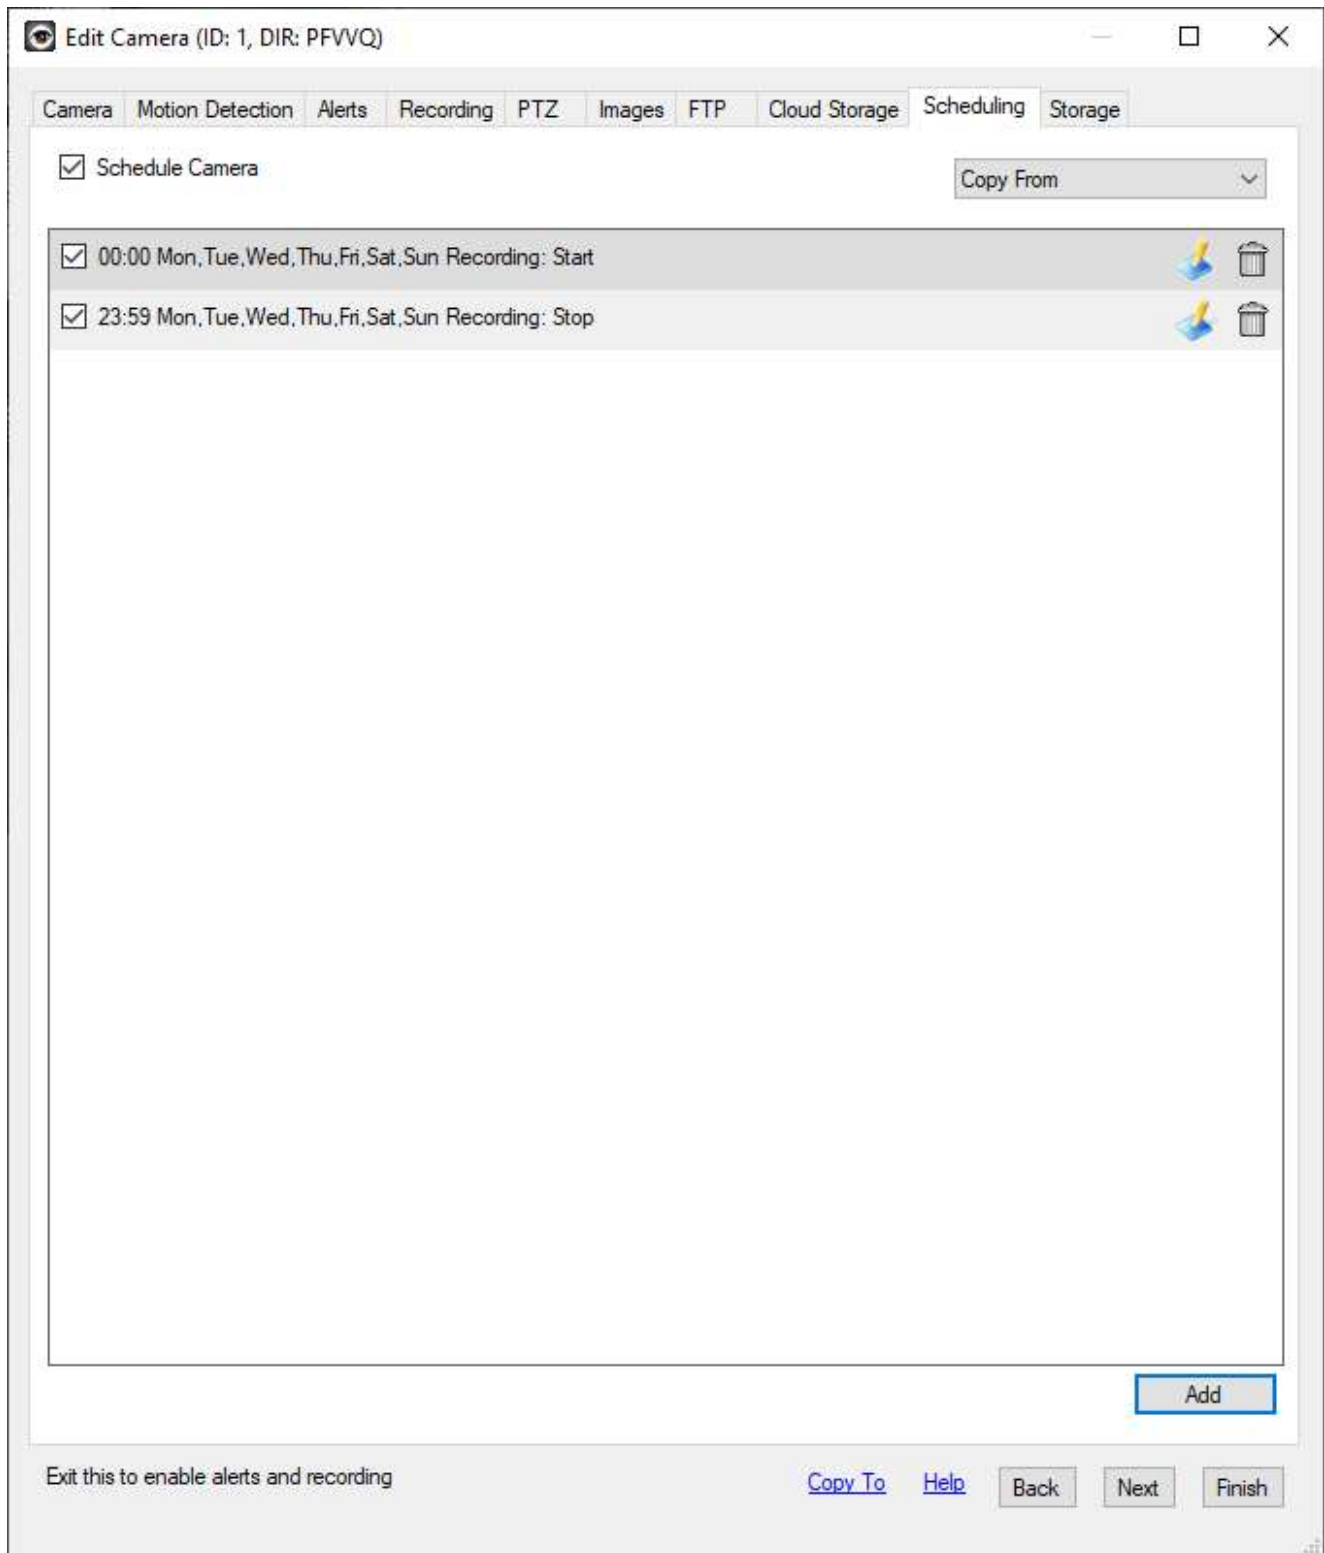 Edit Camera (ID: 1, DIR: PFVVQ)
Camera Motion Detection Alerts Recording PTZ Images FTP Cloud Storage Scheduling Storage
Schedule Camera
Copy From
00:00 Mon,Tue,Wed,Thu,Fri,Sat,Sun Recording: Start
23:59 Mon,Tue,Wed,Thu,Fri,Sat,Sun Recording: Stop
Add
Exit this to enable alerts and recording Copy To Help Back Next Finish